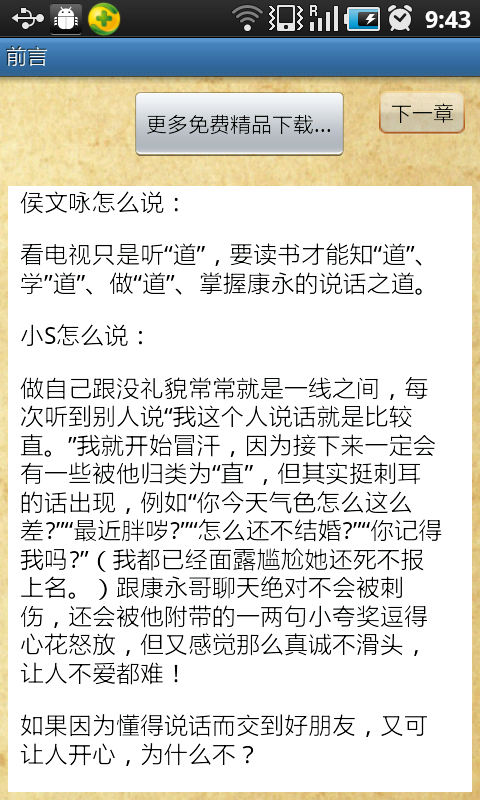 R
9:43
前言
更多免费精品下载...
下一章
侯文咏怎么说：
看电视只是听“道”，要读书才能知“道”、
学”道”、做“道”、掌握康永的说话之道。
小S怎么说：
做自己跟没礼貌常常就是一线之间，每
次听到别人说“我这个人说话就是比较
直。”我就开始冒汗，因为接下来一定会
有一些被他归类为“直”，但其实挺刺耳
的话出现，例如“你今天气色怎么这么
差?”“最近胖哕?”“怎么还不结婚?”“你记得
我吗?”（我都已经面露尴尬她还死不报
上名。）跟康永哥聊天绝对不会被刺
伤，还会被他附带的一两句小夸奖逗得
心花怒放，但又感觉那么真诚不滑头，
让人不爱都难！
如果因为懂得说话而交到好朋友，又可
让人开心，为什么不？